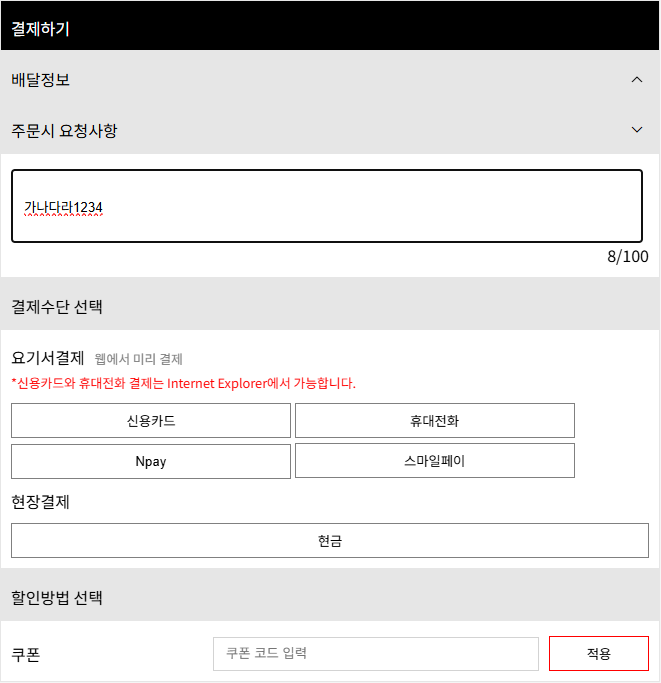 결제하기
배달정보
주문시 요청사항
가나다라1234
8/100
결제수단 선택
요기서결제 웹에서 미리 결제
*신용카드와 휴대전화 결제는 Internet Explorer에서 가능합니다.
신용카드 휴대전화
Npay 스마일페이
현장결제
현금
할인방법 선택
쿠폰 쿠폰 코드 입력 적용